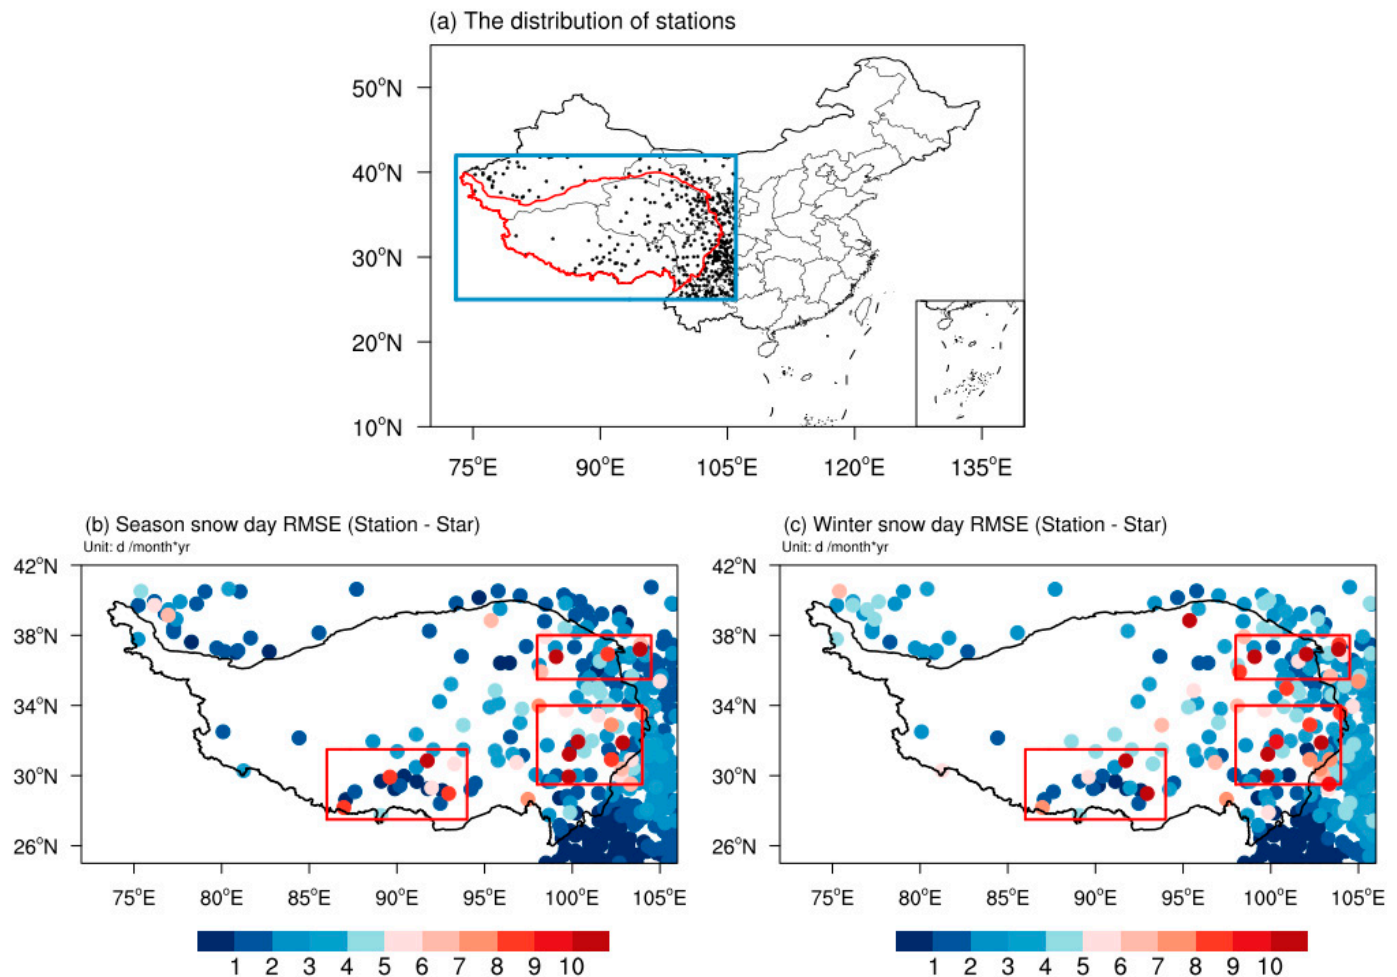 (a) The distribution of stations
50°N
40°N
30°N
20°N
10°N
75°E 90°E 105°E 120°E 135°E
(b) Season snow day RMSE (Station - Star)
Unit: d /month*yr
42°N
38°N
34°N
30°N
26°N
75°E 80°E 85°E 90°E 95°E 100°E 105°E
1 2 3 4 5 6 7 8 9 10
(c) Winter snow day RMSE (Station - Star)
Unit: d /month*yr
42°N
38°N
34°N
30°N
26°N
75°E 80°E 85°E 90°E 95°E 100°E 105°E
1 2 3 4 5 6 7 8 9 10